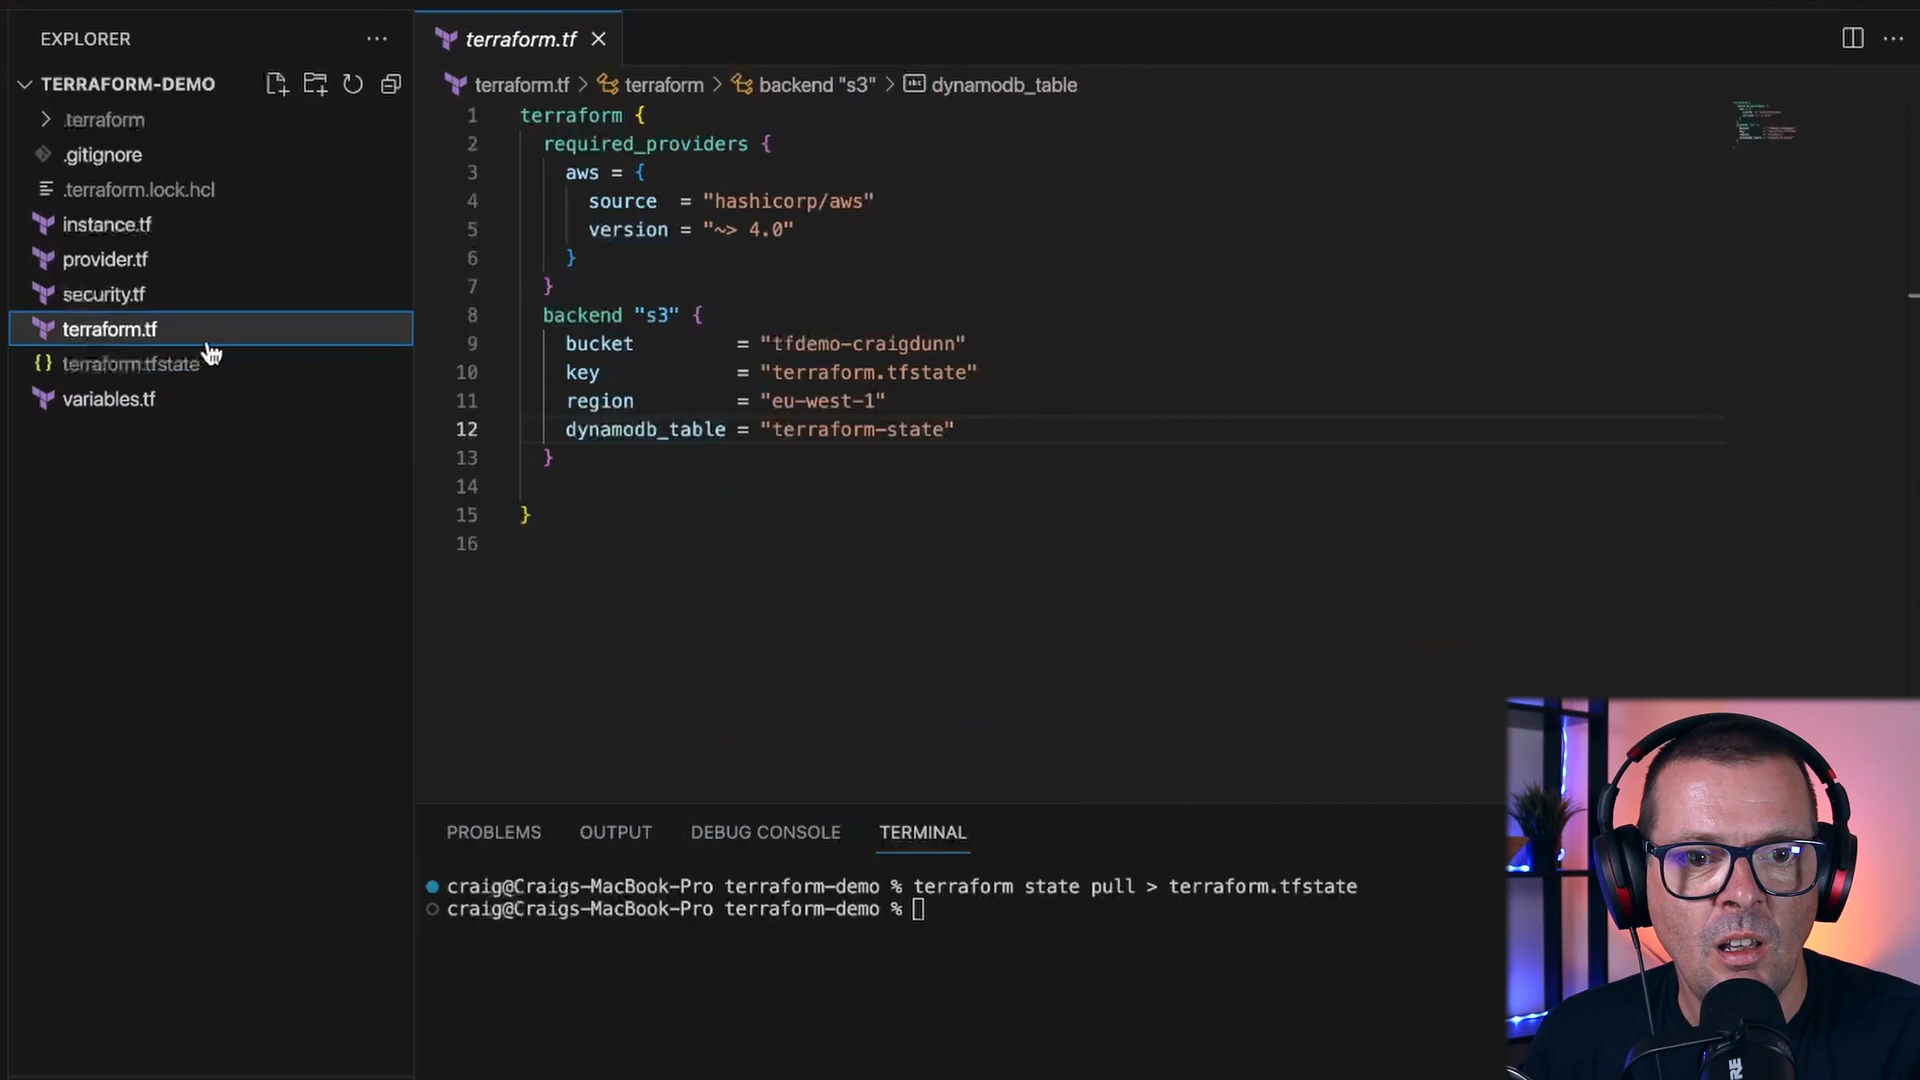 EXPLORER
TERRAFORM-DEMO
.terraform
.gitignore
.terraform.lock.hcl
instance.tf
provider.tf
security.tf
terraform.tf
terraform.tfstate
variables.tf
terraform.tf
terraform.tf > terraform > backend "s3" > dynamodb_table
1 terraform {
2 required_providers {
3 aws = {
4 source = "hashicorp/aws"
5 version = "~> 4.0"
6 }
7 }
8 backend "s3" {
9 bucket = "tfdemo-craigdunn"
10 key = "terraform.tfstate"
11 region = "eu-west-1"
12 dynamodb_table = "terraform-state"
13 }
14
15 }
16
PROBLEMS OUTPUT DEBUG CONSOLE TERMINAL
craig@Craigs-MacBook-Pro terraform-demo % terraform state pull > terraform.tfstate
craig@Craigs-MacBook-Pro terraform-demo %